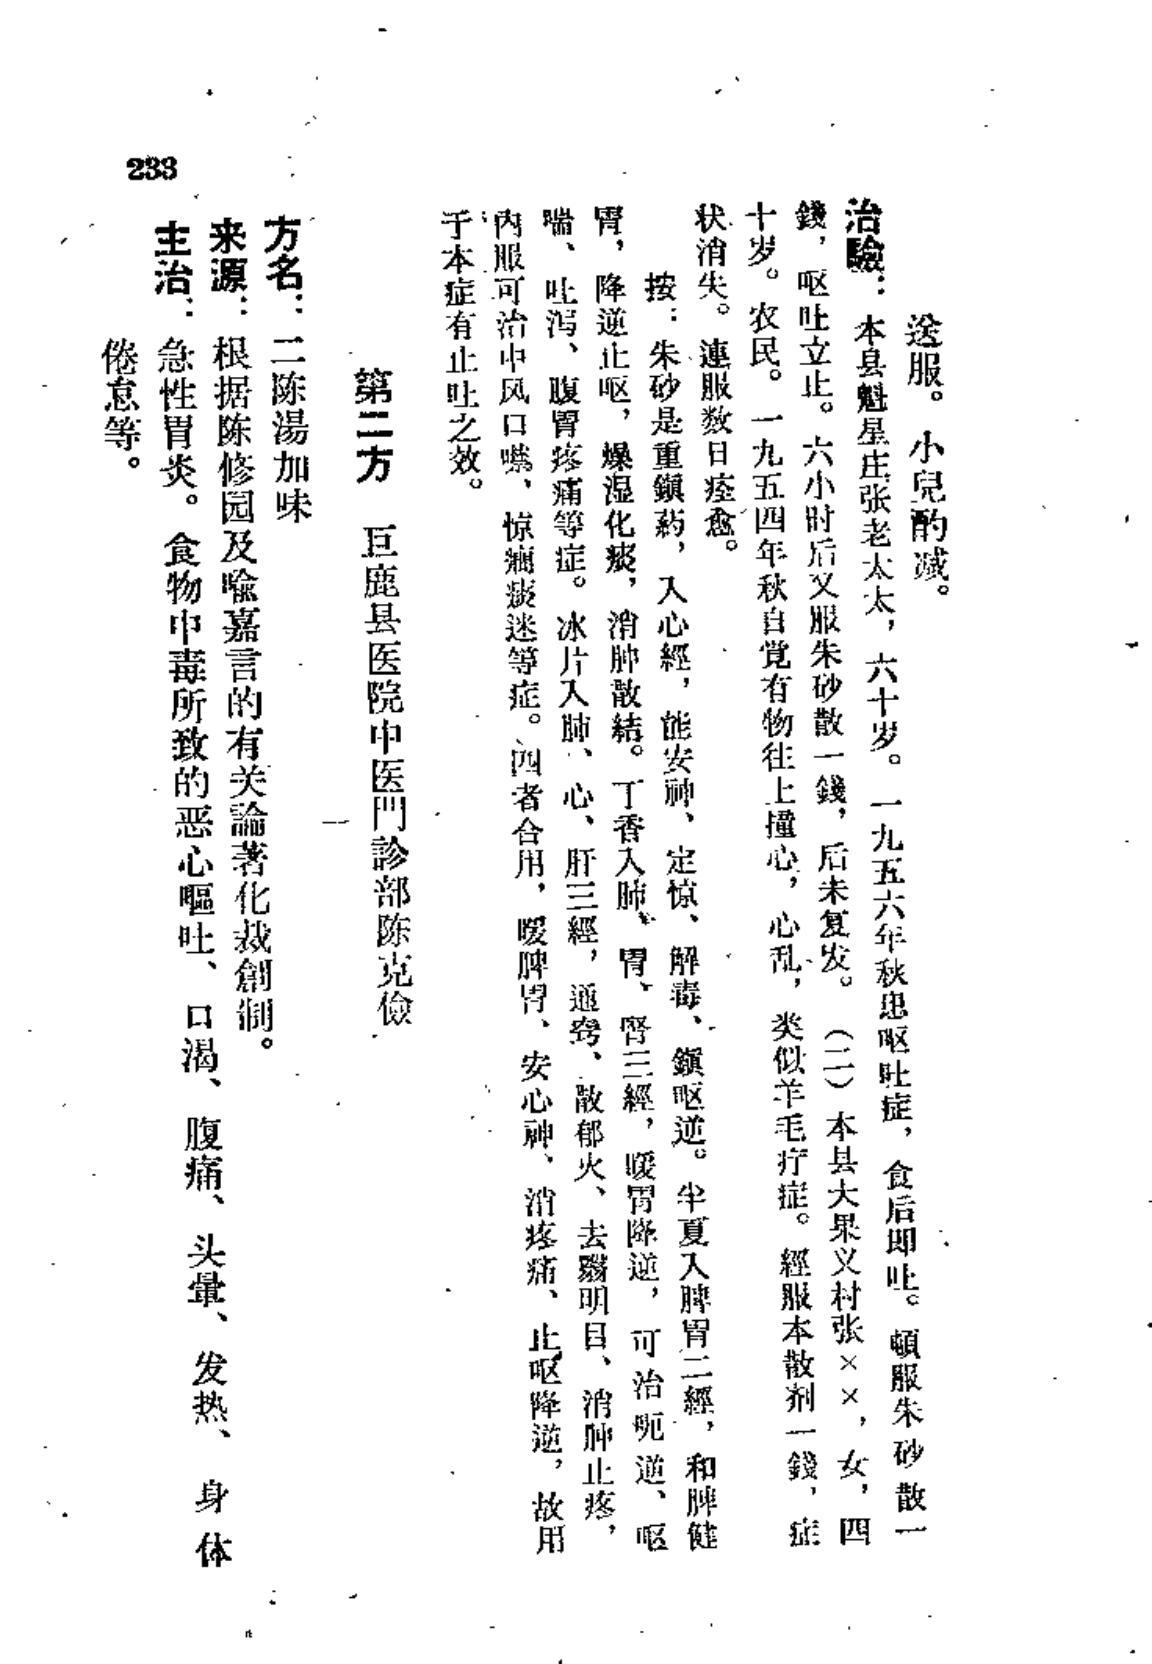 送服。小兒酌减。
治驗：本县魁星庄张老太太，六十岁。一九五六年秋患呕吐症，食后即吐。頓服朱砂散一
錢，呕吐立止。六小时后又服朱砂散一錢，后未复发。（二）本县大果义村张××，女，四
十岁。农民。一九五四年秋自覚有物往上撞心，心乱，类似羊毛疔症。經服本散剂一錢，症
状消失。連服数日痊愈。
按：朱砂是重鎭药，入心經，能安神、定惊、解毒、鎭呕逆。半夏入脾胃二經，和脾健
胃，降逆止呕，燥湿化痰，消肿散結。丁香入肺、胃、腎三經，暖胃降逆，可治呃逆、呕
喘、吐泻、腹胃疼痛等症。冰片入肺、心、肝三經，通窍、散郁火、去翳明目、消肿止疼，
内服可治中风口噤、惊癎痰迷等症。四者合用，暖脾胃、安心神、消疼痛、止呕降逆，故用
于本症有止吐之效。
第二方　巨鹿县医院中医門診部陈克儉
方名：二陈湯加味
来源：根据陈修园及喩嘉言的有关論著化裁創制。
主治：急性胃炎。食物中毒所致的恶心嘔吐、口渴、腹痛、头暈、发热、身体
倦怠等。
233